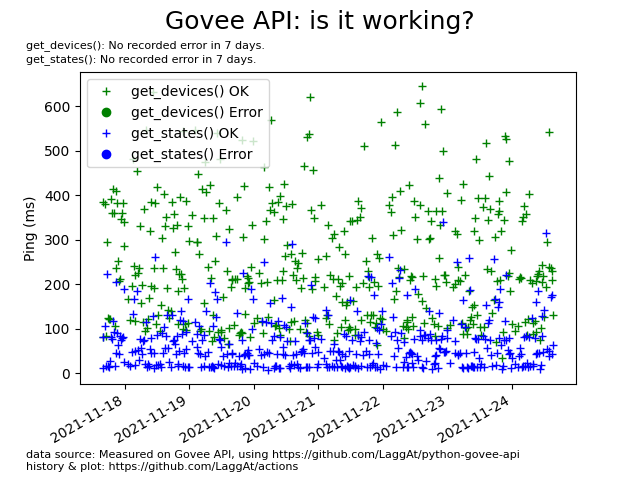 Govee API: is it working?
get_devices(): No recorded error in 7 days.
get_states(): No recorded error in 7 days.
get_devices() OK
get_devices() Error
get_states() OK
get_states() Error
Ping (ms)
600
500
400
300
200
100
0
2021-11-18
2021-11-19
2021-11-20
2021-11-21
2021-11-22
2021-11-23
2021-11-24
data source: Measured on Govee API, using https://github.com/LaggAt/python-govee-api
history & plot: https://github.com/LaggAt/actions